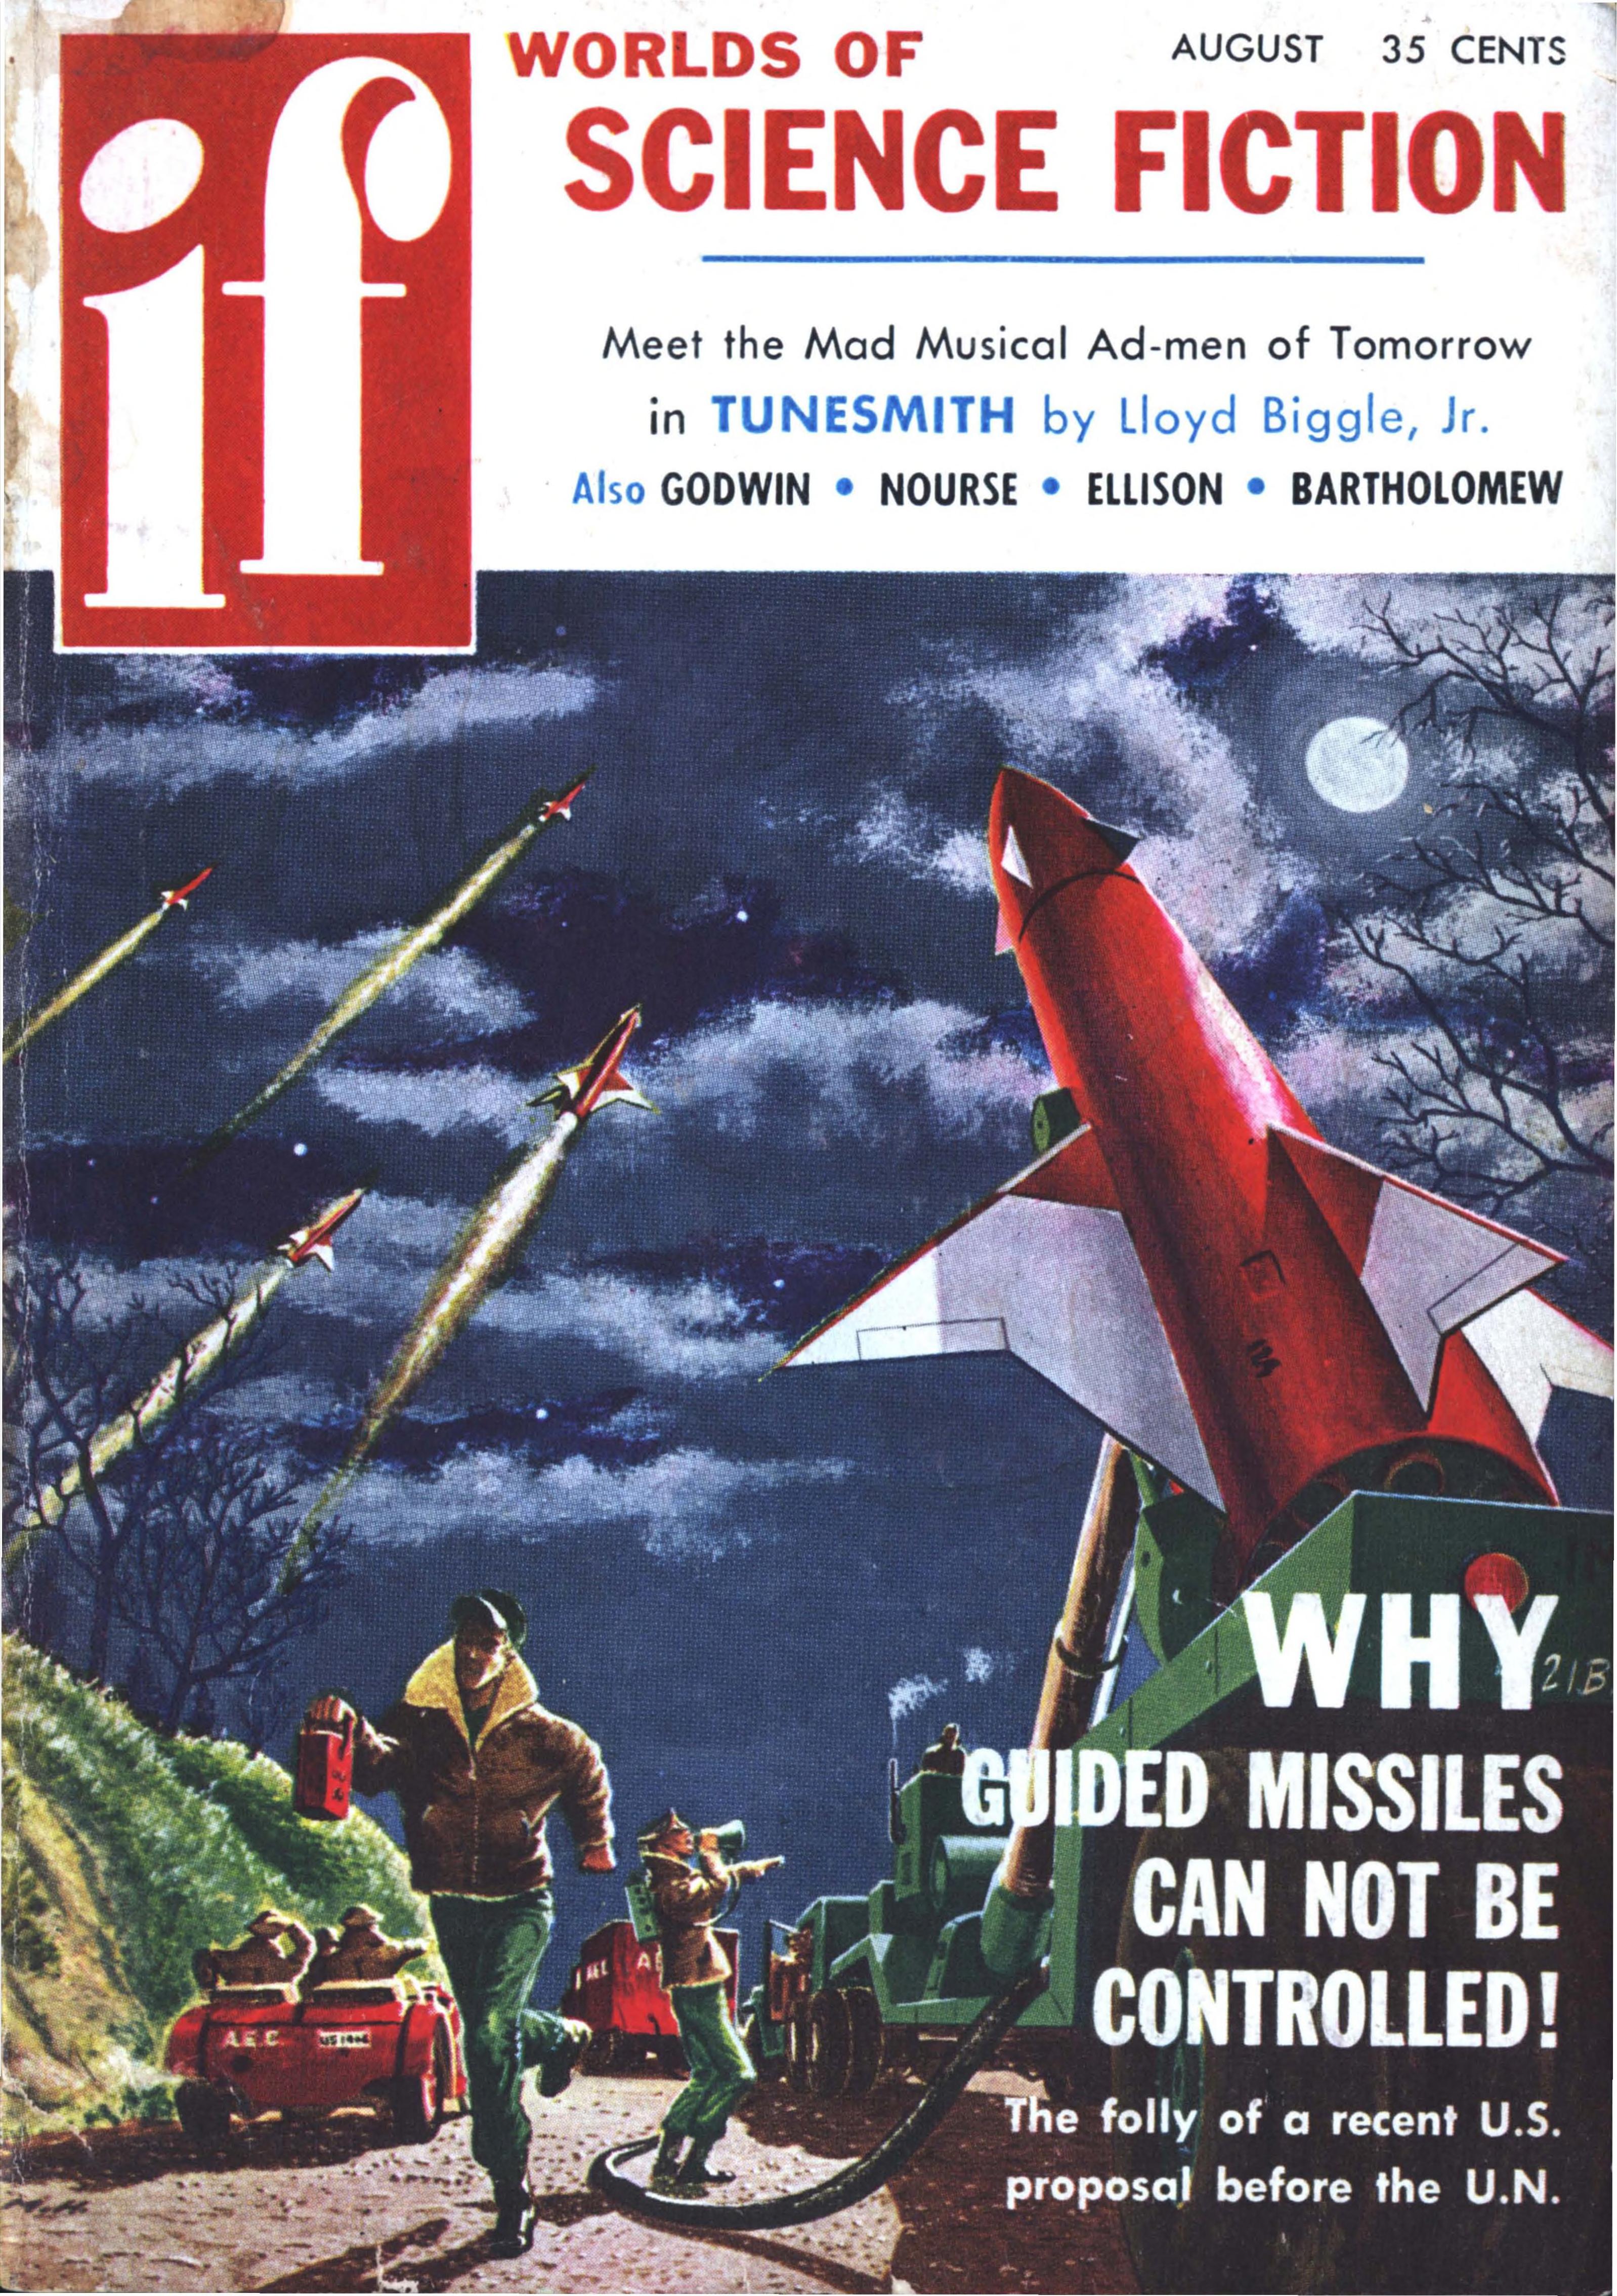 if
WORLDS OF
AUGUST 35 CENTS
SCIENCE FICTION
Meet the Mad Musical Ad-men of Tomorrow
in TUNESMITH by Lloyd Biggle, Jr.
Also GODWIN • NOURSE • ELLISON • BARTHOLOMEW
WHY
21B
GUIDED MISSILES
CAN NOT BE
CONTROLLED!
The folly of a recent U.S.
proposal before the U.N.
A.E.C.
M.H.